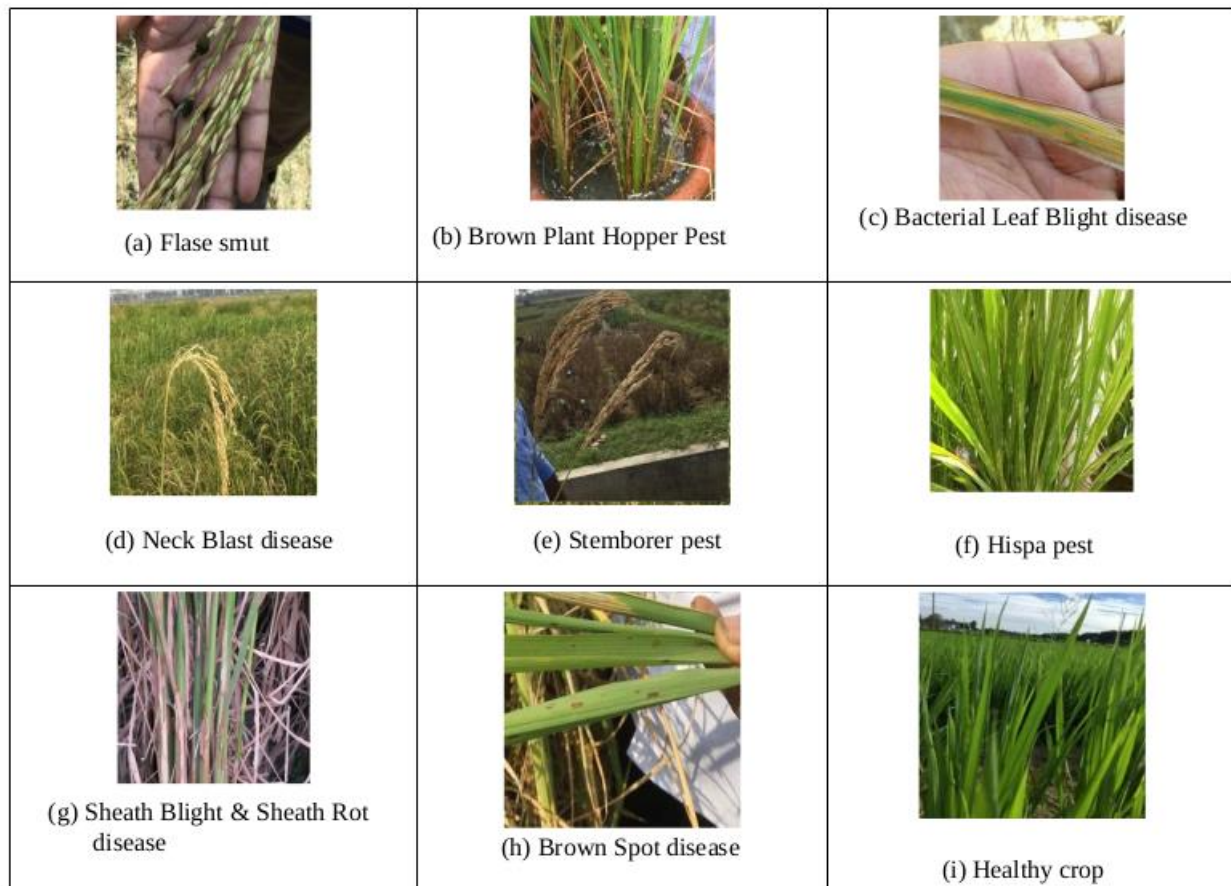 (a) Flase smut
(b) Brown Plant Hopper Pest
(c) Bacterial Leaf Blight disease
(d) Neck Blast disease
(e) Stemborer pest
(f) Hispa pest
(g) Sheath Blight & Sheath Rot
disease
(h) Brown Spot disease
(i) Healthy crop